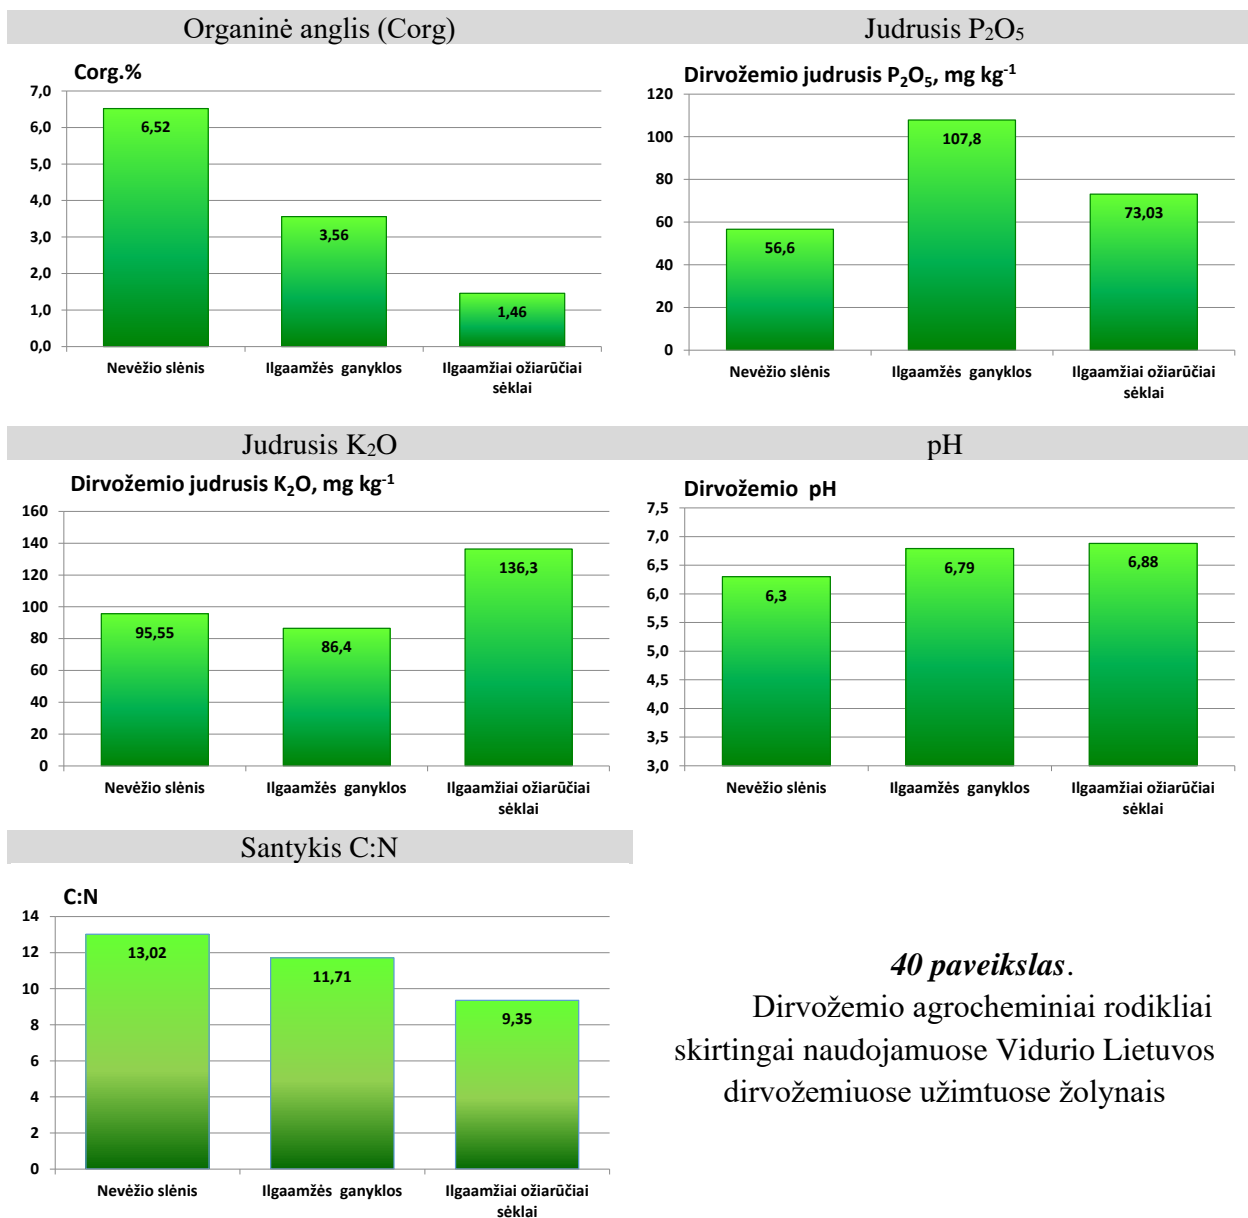 Organinė anglis (Corg)
Judrusis P₂O₅
Corg.%
7,0
6,0
5,0
4,0
3,0
2,0
1,0
0,0
6,52
3,56
1,46
Nevėžio slėnis
Ilgaamžės ganyklos
Ilgaamžiai ožiarūčiai
sėklai
Dirvožemio judrusis P₂O₅, mg kg⁻¹
120
100
80
60
40
20
0
56,6
107,8
73,03
Nevėžio slėnis
Ilgaamžės ganyklos
Ilgaamžiai ožiarūčiai
sėklai
Judrusis K₂O
pH
Dirvožemio judrusis K₂O, mg kg⁻¹
160
140
120
100
80
60
40
20
0
95,55
86,4
136,3
Nevėžio slėnis
Ilgaamžės ganyklos
Ilgaamžiai ožiarūčiai
sėklai
Dirvožemio pH
7,5
7,0
6,5
6,0
5,5
5,0
4,5
4,0
3,5
3,0
6,3
6,79
6,88
Nevėžio slėnis
Ilgaamžės ganyklos
Ilgaamžiai ožiarūčiai
sėklai
Santykis C:N
C:N
14
12
10
8
6
4
2
0
13,02
11,71
9,35
Nevėžio slėnis
Ilgaamžės ganyklos
Ilgaamžiai ožiarūčiai
sėklai
40 paveikslas.
Dirvožemio agrocheminiai rodikliai
skirtingai naudojamuose Vidurio Lietuvos
dirvožemiuose užimtuose žolynais